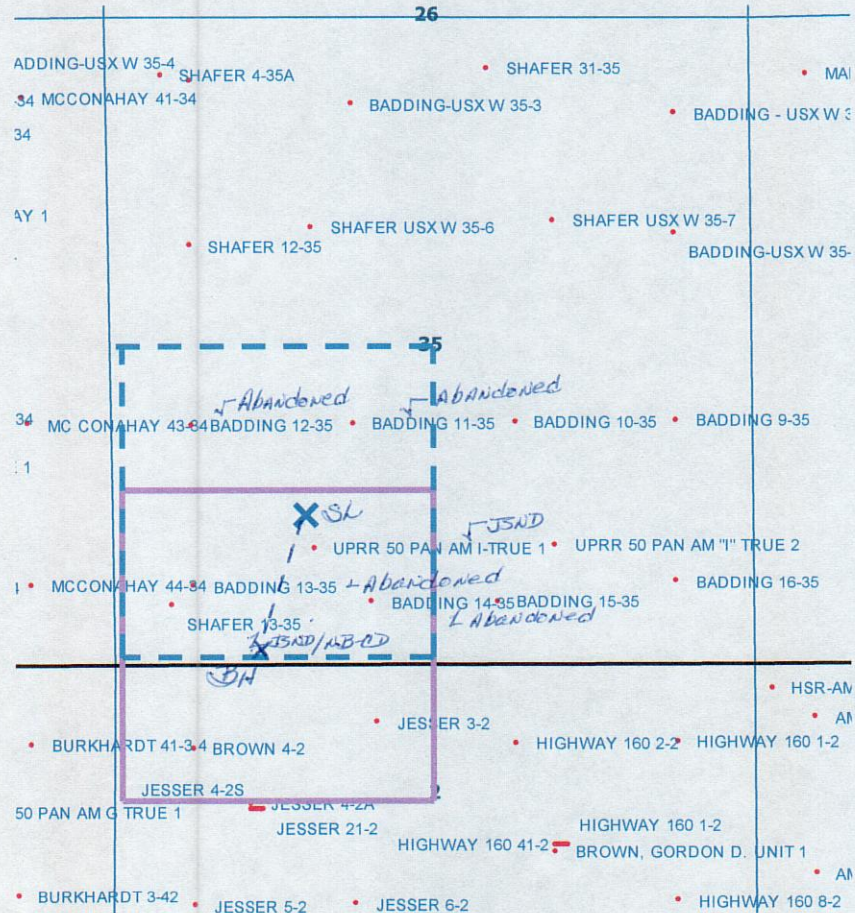 26
ADDING-USX W 35-4
SHAFER 4-35A
SHAFER 31-35
MA
-34 MCCONAHAY 41-34
BADDING-USX W 35-3
BADDING - USX W 3
34
AY 1
SHAFER USX W 35-6
SHAFER USX W 35-7
SHAFER 12-35
BADDING-USX W 35-
35
Abandoned
Abandoned
34
MC CONAHAY 43-34
BADDING 12-35
BADDING 11-35
BADDING 10-35
BADDING 9-35
1
SL
JSND
UPRR 50 PAN AM I-TRUE 1
UPRR 50 PAN AM "I" TRUE 2
MCCONAHAY 44-34
BADDING 13-35
Abandoned
BADDING 16-35
BADDING 14-35
BADDING 15-35
SHAFER 13-35
Abandoned
JSND/NB-CD
BH
HSR-AM
JESSER 3-2
AM
BURKHARDT 41-3-4
BROWN 4-2
HIGHWAY 160 2-2
HIGHWAY 160 1-2
JESSER 4-2S
2
50 PAN AM G TRUE 1
JESSER 4-2A
JESSER 21-2
HIGHWAY 160 1-2
HIGHWAY 160 41-2
BROWN, GORDON D. UNIT 1
AM
BURKHARDT 3-42
JESSER 5-2
JESSER 6-2
HIGHWAY 160 8-2